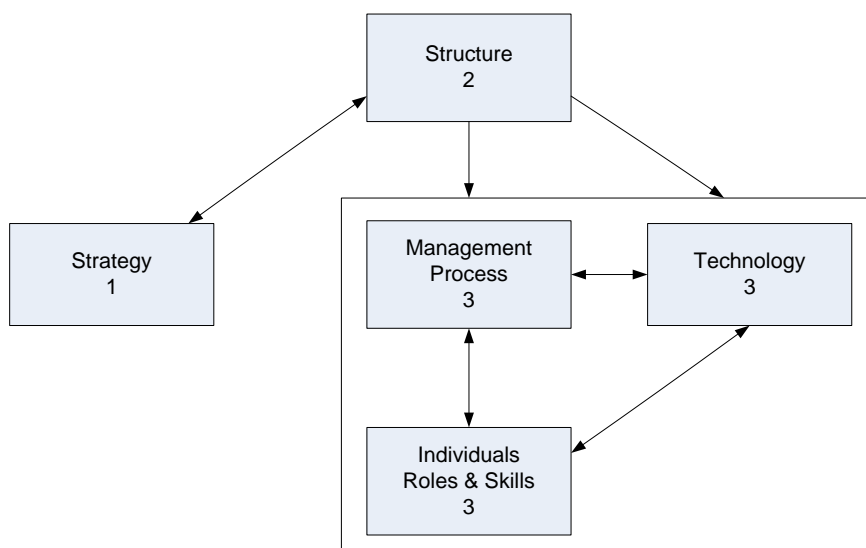 Structure
2
Strategy
1
Management
Process
3
Technology
3
Individuals
Roles & Skills
3